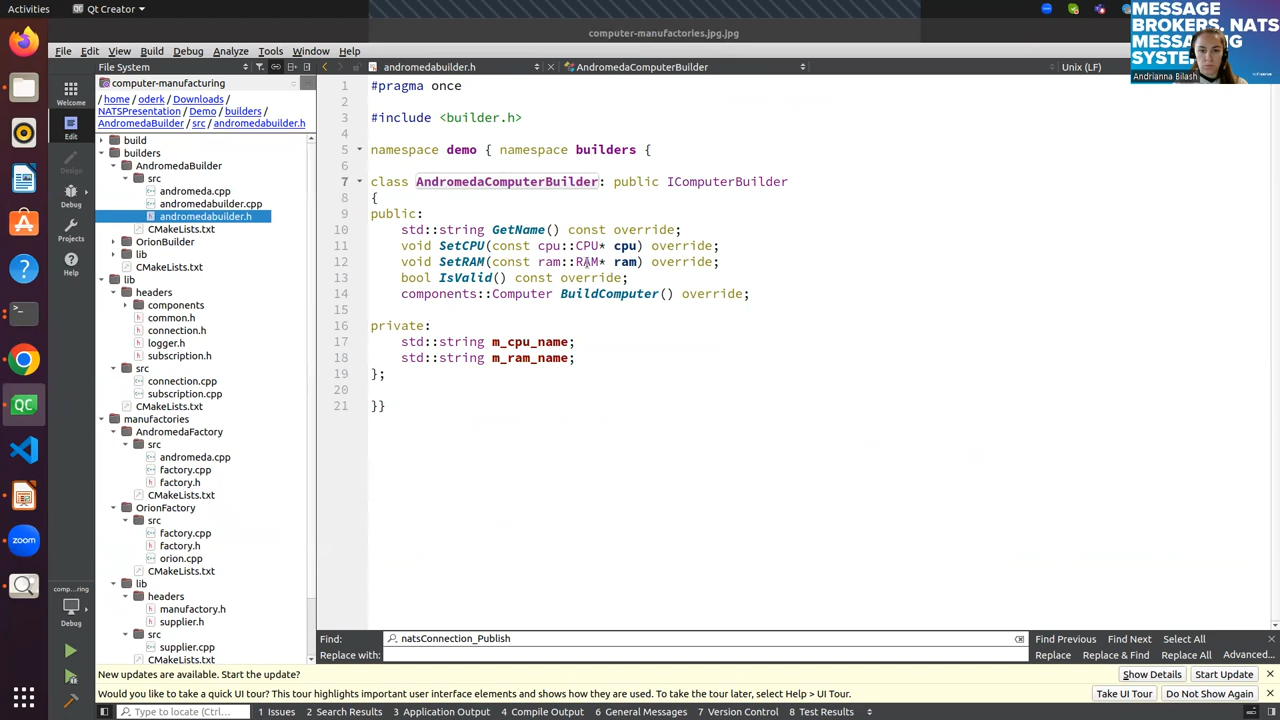 Activities
Qt Creator
computer-manufactories.jpg.jpg
MESSAGE
BROKERS. NATS
MESSAGING
SYSTEM
Andrianna Bilash
File Edit View Build Debug Analyze Tools Window Help
File System
andromedabuilder.h
AndromedaComputerBuilder
Unix (LF)
Welcome
Edit
Design
Debug
Projects
Help
comp...ring
Debug
computer-manufacturing
/ home / oderk / Downloads /
NATSPresentation / Demo / builders /
AndromedaBuilder / src / andromedabuilder.h
build
builders
AndromedaBuilder
src
andromeda.cpp
andromedabuilder.cpp
andromedabuilder.h
CMakeLists.txt
OrionBuilder
lib
CMakeLists.txt
lib
headers
components
common.h
connection.h
logger.h
subscription.h
src
connection.cpp
subscription.cpp
CMakeLists.txt
manufactories
AndromedaFactory
src
andromeda.cpp
factory.cpp
factory.h
CMakeLists.txt
OrionFactory
src
factory.cpp
factory.h
orion.cpp
CMakeLists.txt
lib
headers
manufactory.h
supplier.h
src
supplier.cpp
CMakeLists.txt
1 #pragma once
2
3 #include <builder.h>
4
5 namespace demo { namespace builders {
6
7 class AndromedaComputerBuilder: public IComputerBuilder
8 {
9 public:
10 std::string GetName() const override;
11 void SetCPU(const cpu::CPU* cpu) override;
12 void SetRAM(const ram::RAM* ram) override;
13 bool IsValid() const override;
14 components::Computer BuildComputer() override;
15
16 private:
17 std::string m_cpu_name;
18 std::string m_ram_name;
19 };
20
21 }}
Find: natsConnection_Publish
Find Previous Find Next Select All
Replace with:
Replace Replace & Find Replace All Advanced...
New updates are available. Start the update?
Show Details Start Update
Would you like to take a quick UI tour? This tour highlights important user interface elements and shows how they are used. To take the tour later, select Help > UI Tour.
Take UI Tour Do Not Show Again
Type to locate (Ctrl...
1 Issues 2 Search Results 3 Application Output 4 Compile Output 6 General Messages 7 Version Control 8 Test Results
QC
zoom